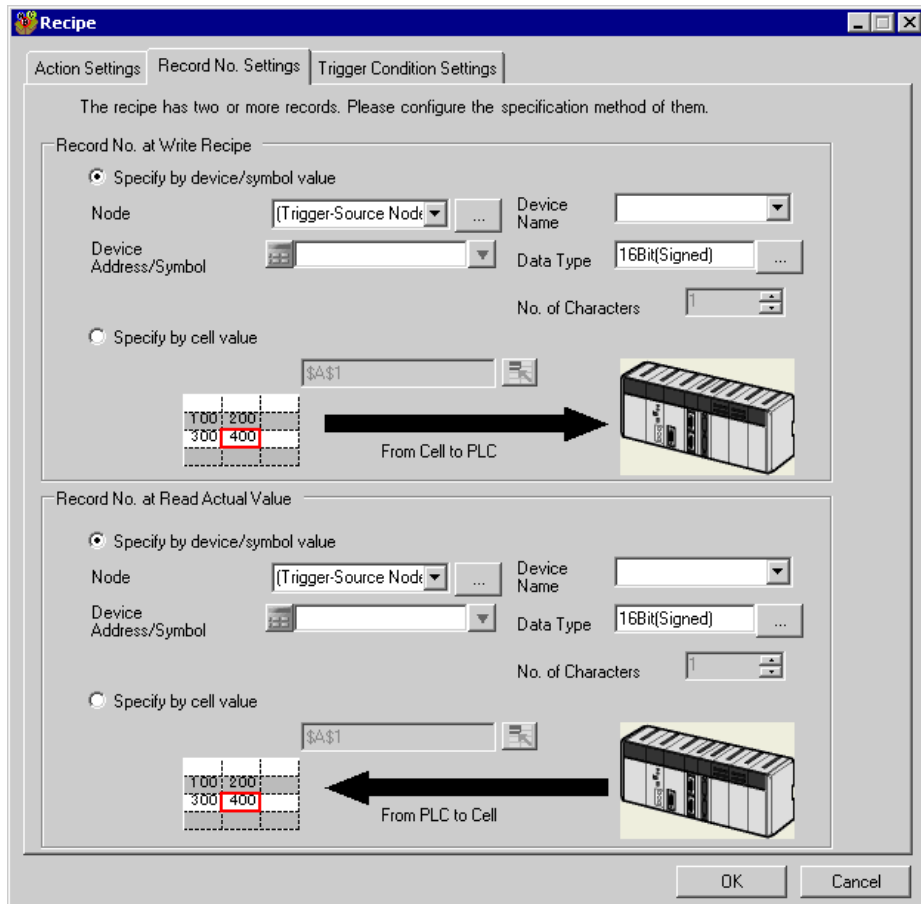 Recipe
Action Settings Record No. Settings Trigger Condition Settings
The recipe has two or more records. Please configure the specification method of them.
Record No. at Write Recipe
Specify by device/symbol value
Node (Trigger-Source Node ... Device Name
Device Address/Symbol Data Type 16Bit(Signed) ...
No. of Characters 1
Specify by cell value
$A$1
100 200
300 400
From Cell to PLC
Record No. at Read Actual Value
Specify by device/symbol value
Node (Trigger-Source Node ... Device Name
Device Address/Symbol Data Type 16Bit(Signed) ...
No. of Characters 1
Specify by cell value
$A$1
100 200
300 400
From PLC to Cell
OK Cancel